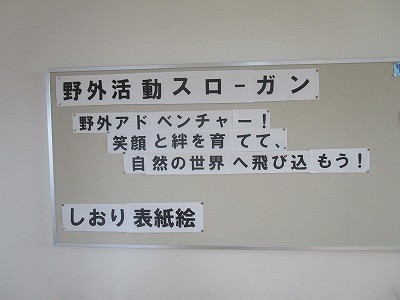 野外活動スローガン
野外アドベンチャー！
笑顔と絆を育てて、
自然の世界へ飛び込もう！
しおり表紙絵